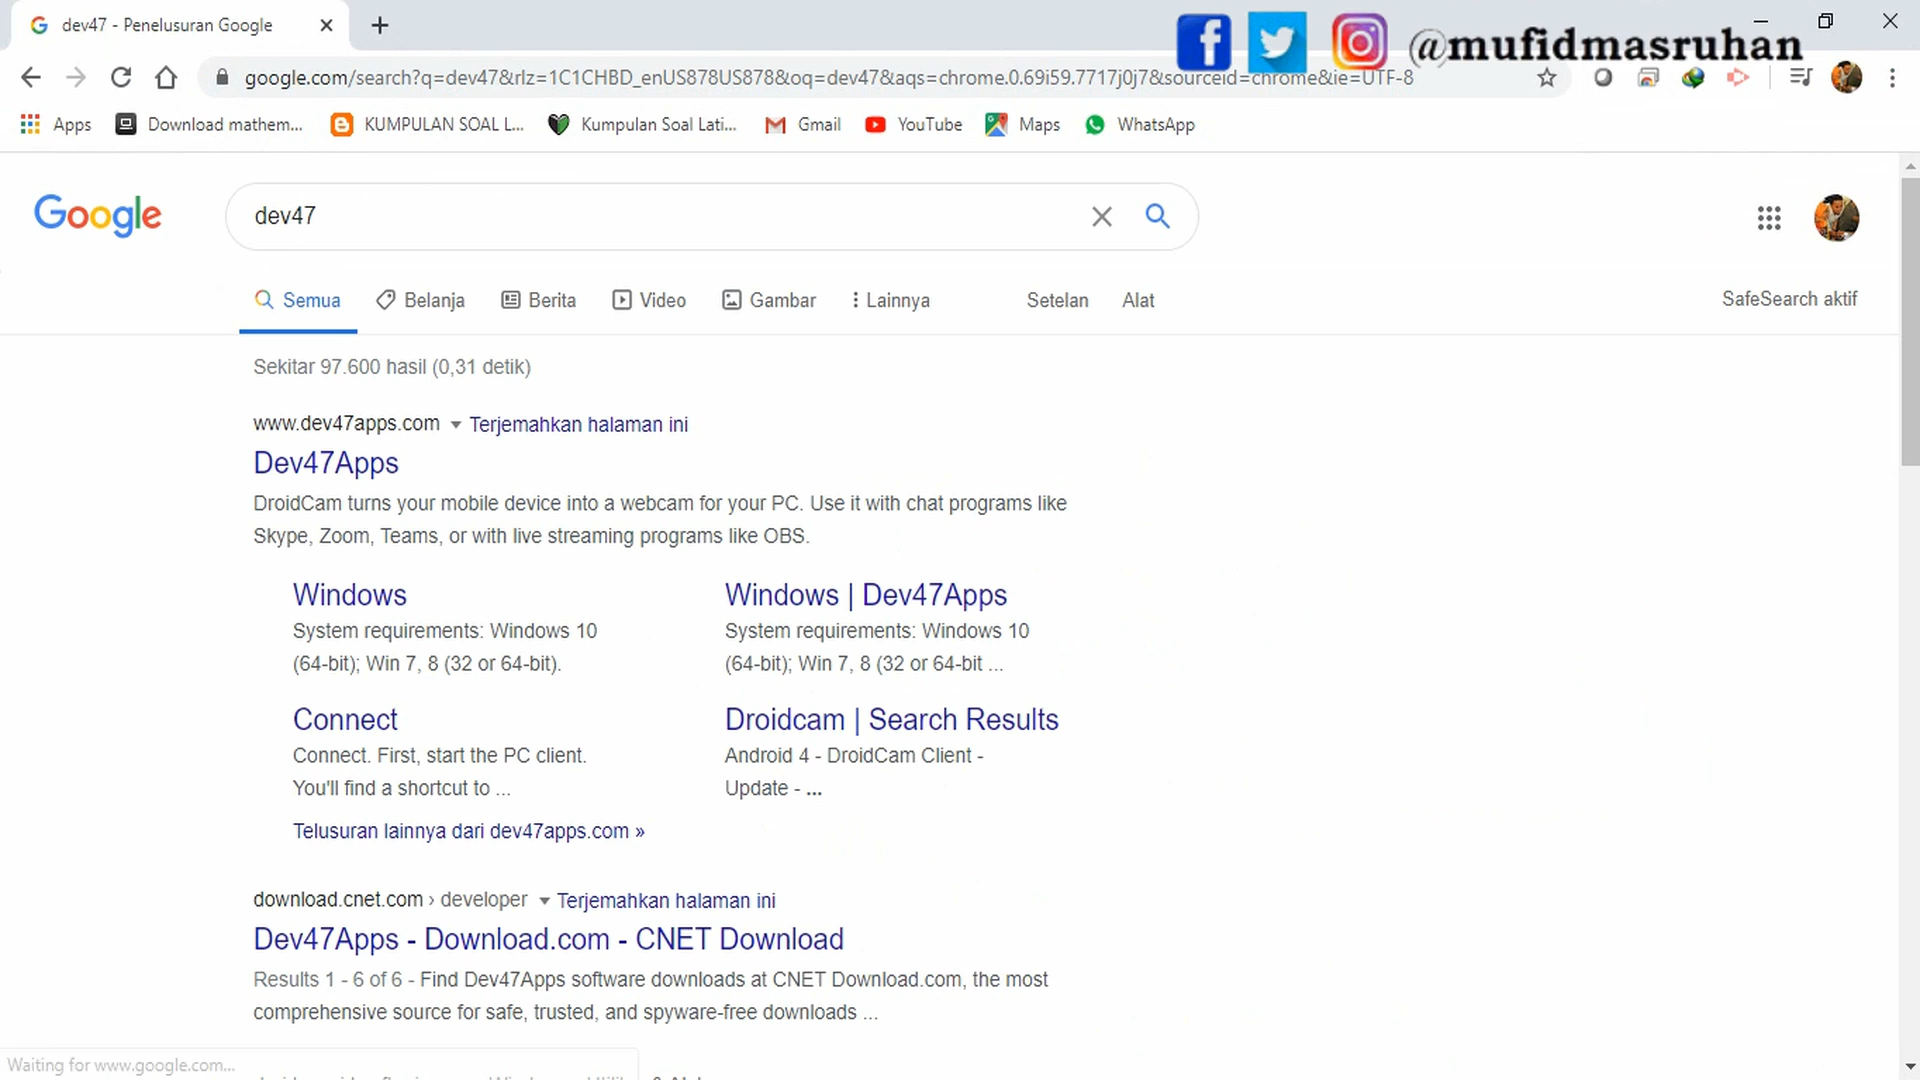 dev47 - Penelusuran Google
@mufidmasruhan
google.com/search?q=dev47&rlz=1C1CHBD_enUS878US878&oq=dev47&aqs=chrome.0.69i59.7717j0j7&sourceid=chrome&ie=UTF-8
Apps Download mathem... KUMPULAN SOAL L... Kumpulan Soal Lati... Gmail YouTube Maps WhatsApp
Google dev47
Semua Belanja Berita Video Gambar Lainnya Setelan Alat SafeSearch aktif
Sekitar 97.600 hasil (0,31 detik)
www.dev47apps.com Terjemahkan halaman ini
Dev47Apps
DroidCam turns your mobile device into a webcam for your PC. Use it with chat programs like
Skype, Zoom, Teams, or with live streaming programs like OBS.
Windows
System requirements: Windows 10
(64-bit); Win 7, 8 (32 or 64-bit).
Windows | Dev47Apps
System requirements: Windows 10
(64-bit); Win 7, 8 (32 or 64-bit ...
Connect
Connect. First, start the PC client.
You'll find a shortcut to ...
Droidcam | Search Results
Android 4 - DroidCam Client -
Update - ...
Telusuran lainnya dari dev47apps.com »
download.cnet.com › developer Terjemahkan halaman ini
Dev47Apps - Download.com - CNET Download
Results 1 - 6 of 6 - Find Dev47Apps software downloads at CNET Download.com, the most
comprehensive source for safe, trusted, and spyware-free downloads ...
Waiting for www.google.com...